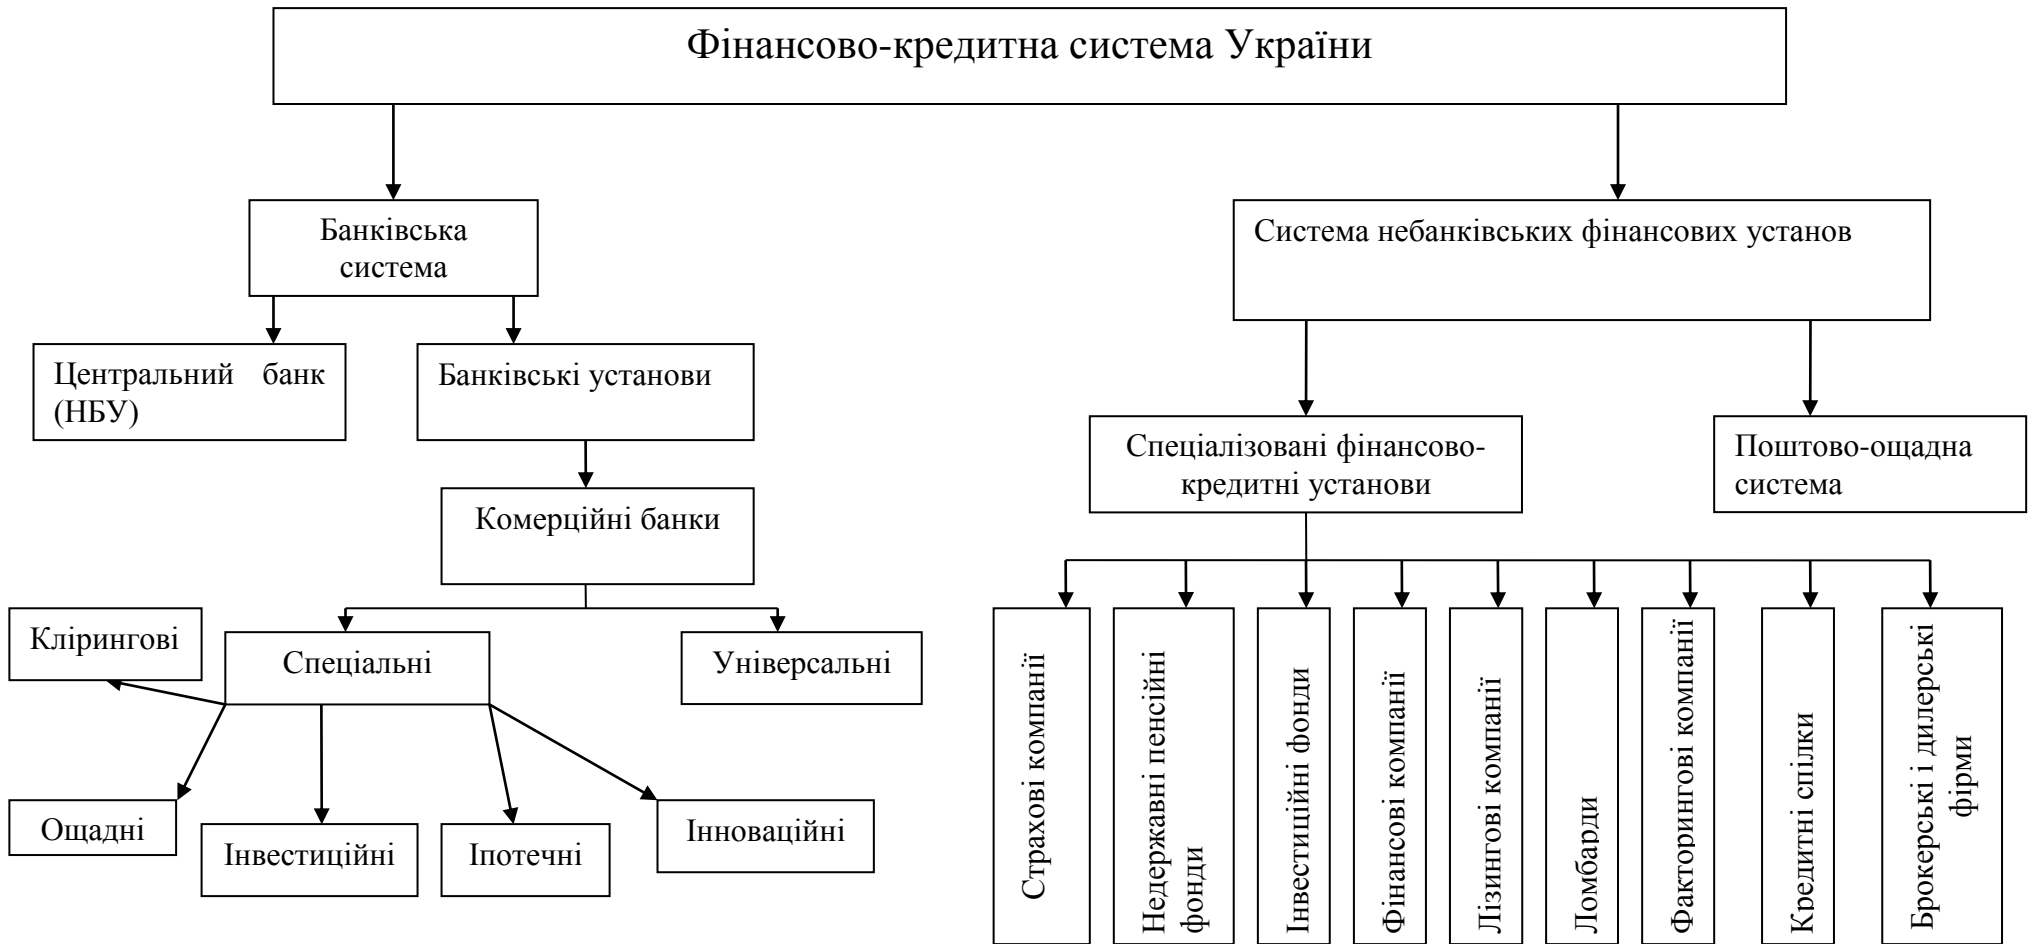 Фінансово-кредитна система України
Банківська
система
Система небанківських фінансових установ
Центральний банк
(НБУ)
Банківські установи
Спеціалізовані фінансово-
кредитні установи
Поштово-ощадна
система
Комерційні банки
Клірингові
Спеціальні
Універсальні
Ощадні
Інвестиційні
Іпотечні
Інноваційні
Страхові компанії
Недержавні пенсійні
фонди
Інвестиційні фонди
Фінансові компанії
Лізингові компанії
Ломбарди
Факторингові компанії
Кредитні спілки
Брокерські і дилерські
фірми